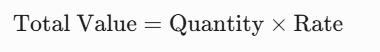 Total Value = Quantity × Rate